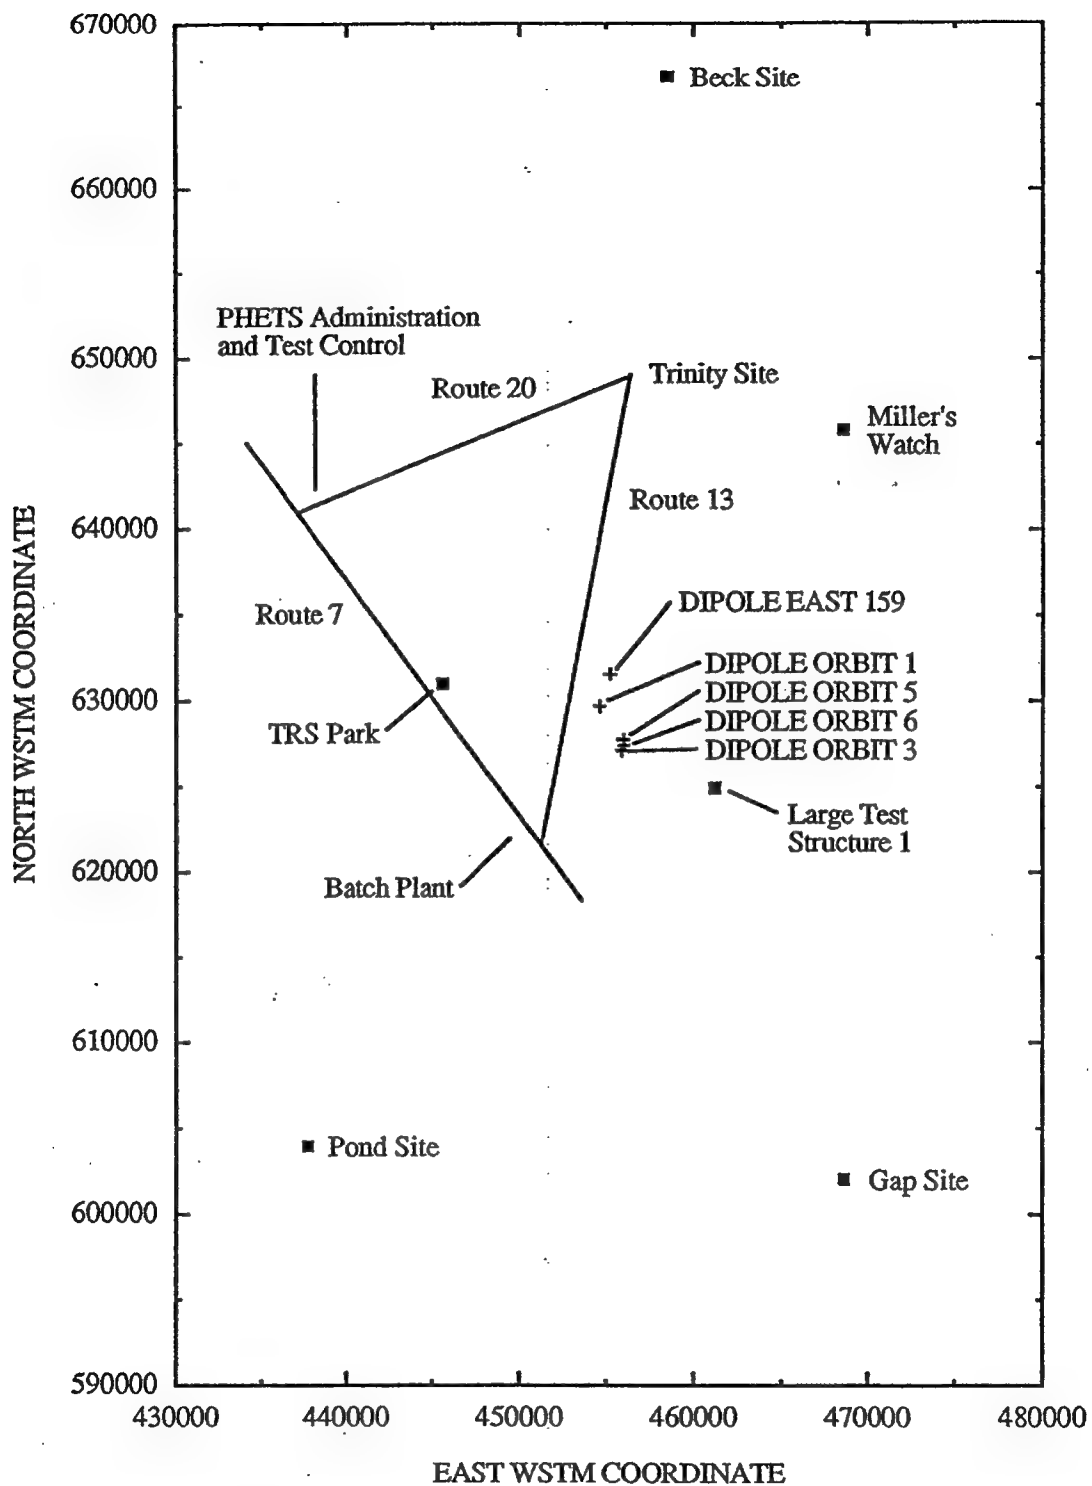 670000
Beck Site
660000
PHETS Administration
and Test Control
650000
Route 20
Trinity Site
Miller's
Watch
Route 13
640000
DIPOLE EAST 159
Route 7
DIPOLE ORBIT 1
630000
DIPOLE ORBIT 5
DIPOLE ORBIT 6
TRS Park
DIPOLE ORBIT 3
Large Test
Structure 1
620000
Batch Plant
610000
Pond Site
Gap Site
600000
590000
430000 440000 450000 460000 470000 480000
EAST WSTM COORDINATE
NORTH WSTM COORDINATE